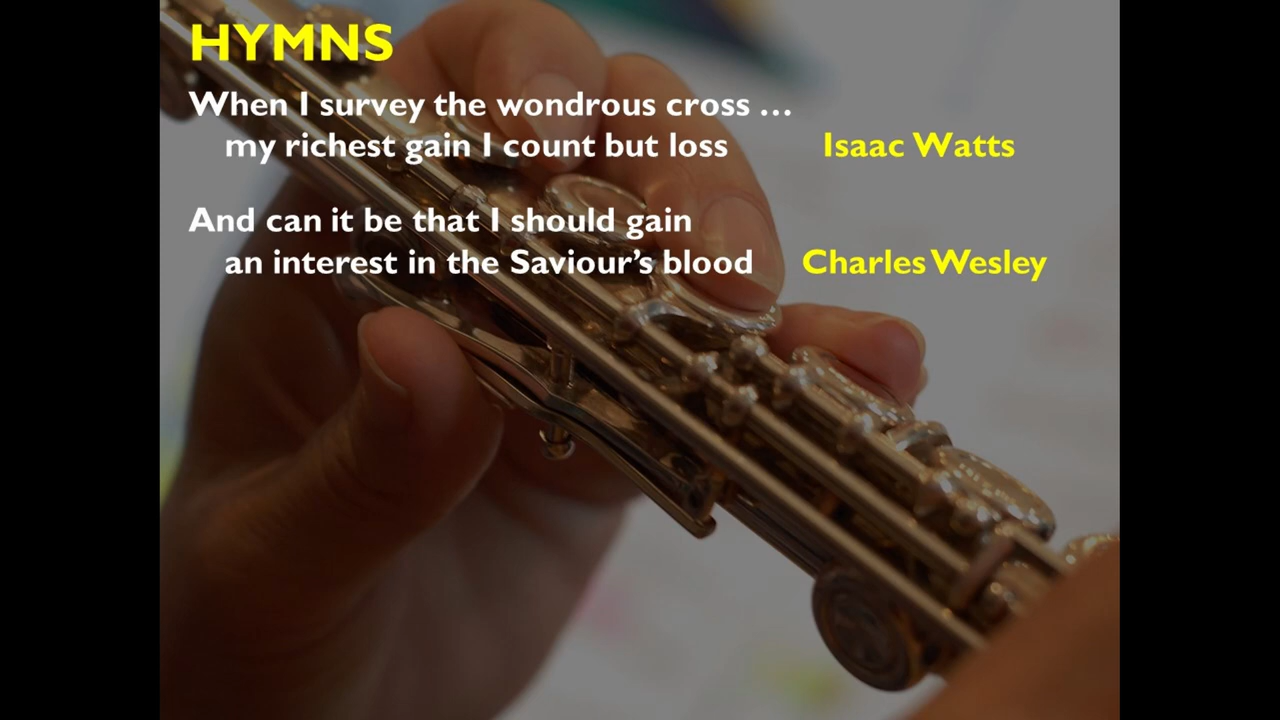 HYMNS
When I survey the wondrous cross …
my richest gain I count but loss Isaac Watts
And can it be that I should gain
an interest in the Saviour’s blood Charles Wesley